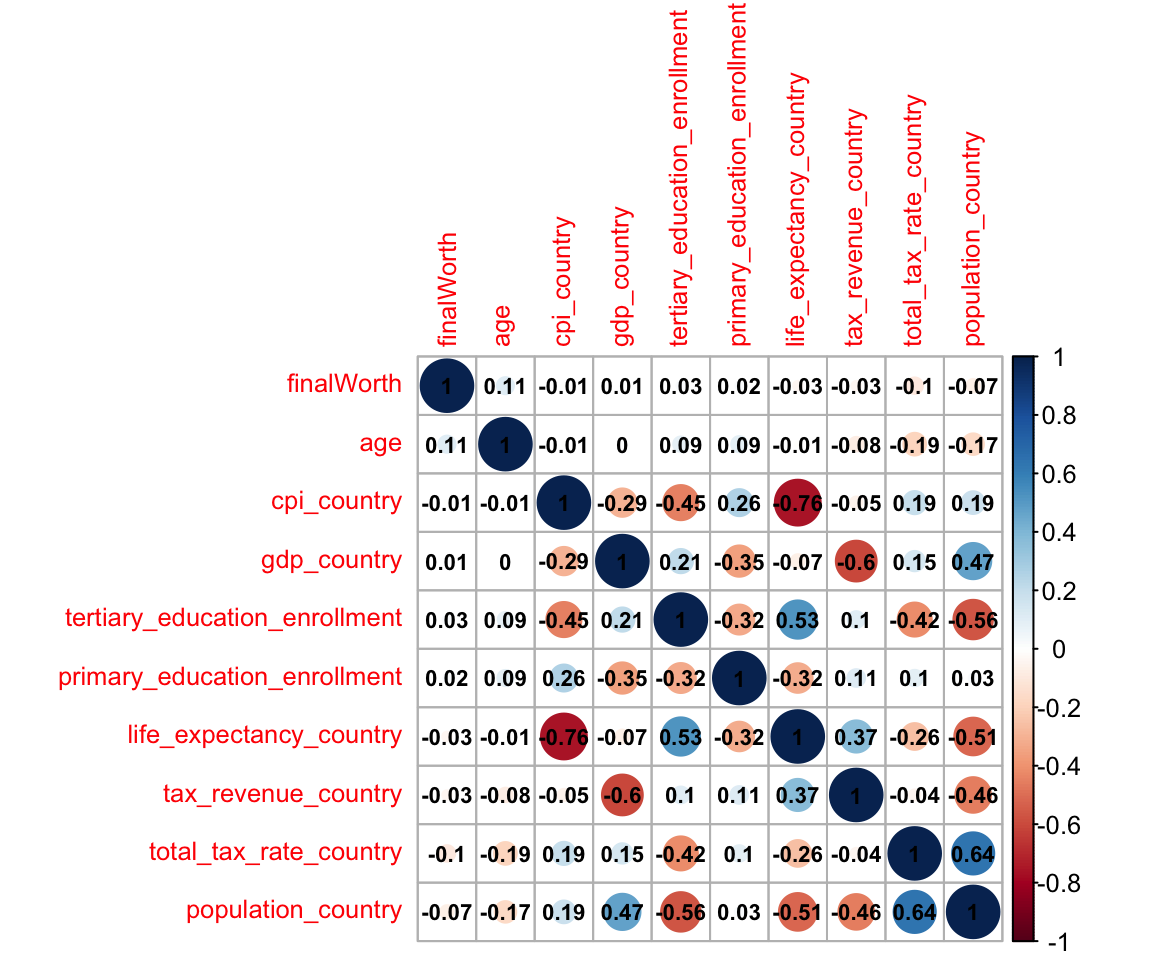 finalWorth
age
cpi_country
gdp_country
tertiary_education_enrollment
primary_education_enrollment
life_expectancy_country
tax_revenue_country
total_tax_rate_country
population_country
finalWorth 1 0.11 -0.01 0.01 0.03 0.02 -0.03 -0.03 -0.1 -0.07
age 0.11 1 -0.01 0 0.09 0.09 -0.01 -0.08 -0.19 -0.17
cpi_country -0.01 -0.01 1 -0.29 -0.45 0.26 -0.76 -0.05 0.19 0.19
gdp_country 0.01 0 -0.29 1 0.21 -0.35 -0.07 -0.6 0.15 0.47
tertiary_education_enrollment 0.03 0.09 -0.45 0.21 1 -0.32 0.53 0.1 -0.42 -0.56
primary_education_enrollment 0.02 0.09 0.26 -0.35 -0.32 1 -0.32 0.11 0.1 0.03
life_expectancy_country -0.03 -0.01 -0.76 -0.07 0.53 -0.32 1 0.37 -0.26 -0.51
tax_revenue_country -0.03 -0.08 -0.05 -0.6 0.1 0.11 0.37 1 -0.04 -0.46
total_tax_rate_country -0.1 -0.19 0.19 0.15 -0.42 0.1 -0.26 -0.04 1 0.64
population_country -0.07 -0.17 0.19 0.47 -0.56 0.03 -0.51 -0.46 0.64 1
1
0.8
0.6
0.4
0.2
0
-0.2
-0.4
-0.6
-0.8
-1